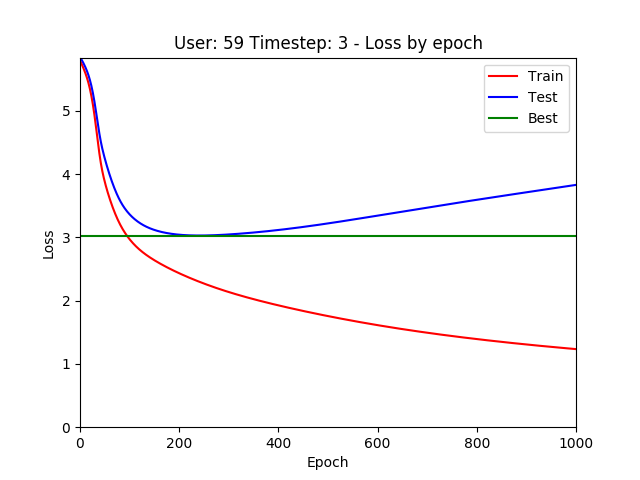 User: 59 Timestep: 3 - Loss by epoch
Train
Test
Best
Loss
5
4
3
2
1
0
0 200 400 600 800 1000
Epoch